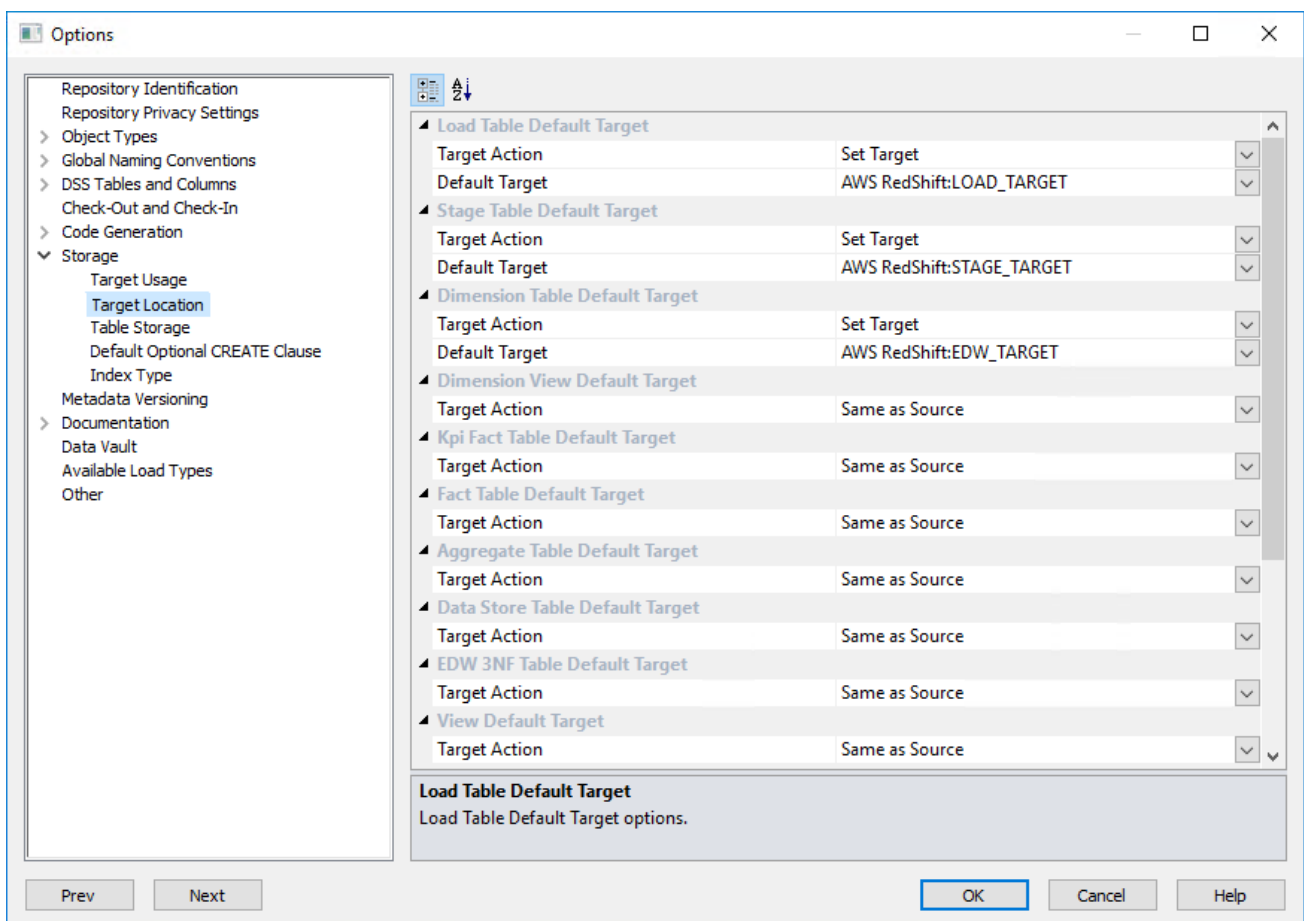 Options
Repository Identification
Repository Privacy Settings
Object Types
Global Naming Conventions
DSS Tables and Columns
Check-Out and Check-In
Code Generation
Storage
Target Usage
Target Location
Table Storage
Default Optional CREATE Clause
Index Type
Metadata Versioning
Documentation
Data Vault
Available Load Types
Other
Load Table Default Target
Target Action Set Target
Default Target AWS RedShift:LOAD_TARGET
Stage Table Default Target
Target Action Set Target
Default Target AWS RedShift:STAGE_TARGET
Dimension Table Default Target
Target Action Set Target
Default Target AWS RedShift:EDW_TARGET
Dimension View Default Target
Target Action Same as Source
Kpi Fact Table Default Target
Target Action Same as Source
Fact Table Default Target
Target Action Same as Source
Aggregate Table Default Target
Target Action Same as Source
Data Store Table Default Target
Target Action Same as Source
EDW 3NF Table Default Target
Target Action Same as Source
View Default Target
Target Action Same as Source
Load Table Default Target
Load Table Default Target options.
Prev Next OK Cancel Help